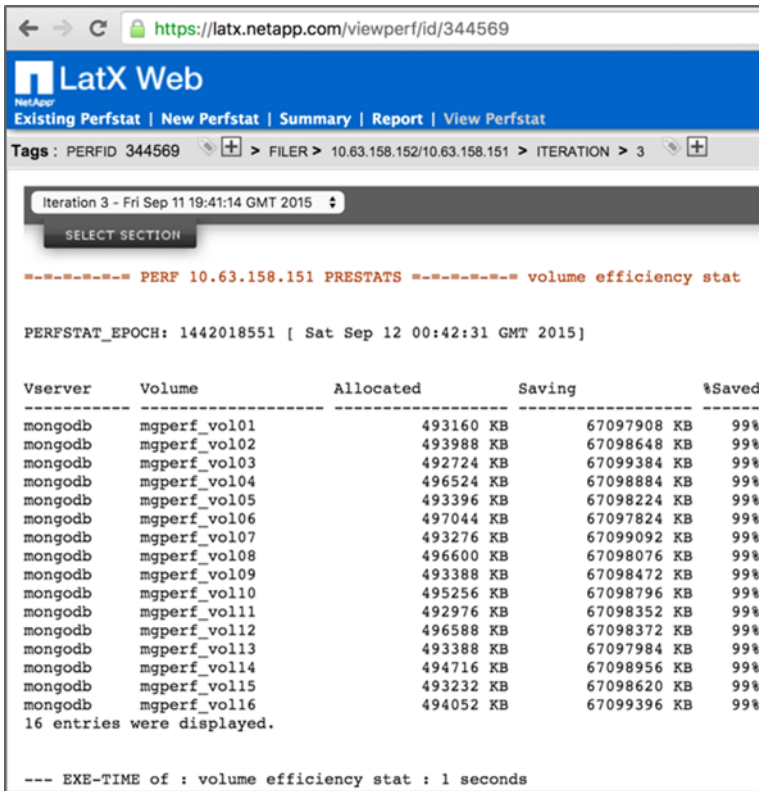 https://latx.netapp.com/viewperf/id/344569
LatX Web
NetApp
Existing Perfstat | New Perfstat | Summary | Report | View Perfstat
Tags : PERFID 344569 > FILER > 10.63.158.152/10.63.158.151 > ITERATION > 3
Iteration 3 - Fri Sep 11 19:41:14 GMT 2015
SELECT SECTION
=-=-=-=-=-= PERF 10.63.158.151 PRESTATS =-=-=-=-=-= volume efficiency stat
PERFSTAT_EPOCH: 1442018551 [ Sat Sep 12 00:42:31 GMT 2015]
Vserver Volume Allocated Saving %Saved
----------- ------------------- ------------------ ------------------ ------
mongodb mgperf_vol01 493160 KB 67097908 KB 99%
mongodb mgperf_vol02 493988 KB 67098648 KB 99%
mongodb mgperf_vol03 492724 KB 67099384 KB 99%
mongodb mgperf_vol04 496524 KB 67098884 KB 99%
mongodb mgperf_vol05 493396 KB 67098224 KB 99%
mongodb mgperf_vol06 497044 KB 67097824 KB 99%
mongodb mgperf_vol07 493276 KB 67099092 KB 99%
mongodb mgperf_vol08 496600 KB 67098076 KB 99%
mongodb mgperf_vol09 493388 KB 67098472 KB 99%
mongodb mgperf_vol10 495256 KB 67098796 KB 99%
mongodb mgperf_vol11 492976 KB 67098352 KB 99%
mongodb mgperf_vol12 496588 KB 67098372 KB 99%
mongodb mgperf_vol13 493388 KB 67097984 KB 99%
mongodb mgperf_vol14 494716 KB 67098956 KB 99%
mongodb mgperf_vol15 493232 KB 67098620 KB 99%
mongodb mgperf_vol16 494052 KB 67099396 KB 99%
16 entries were displayed.
--- EXE-TIME of : volume efficiency stat : 1 seconds